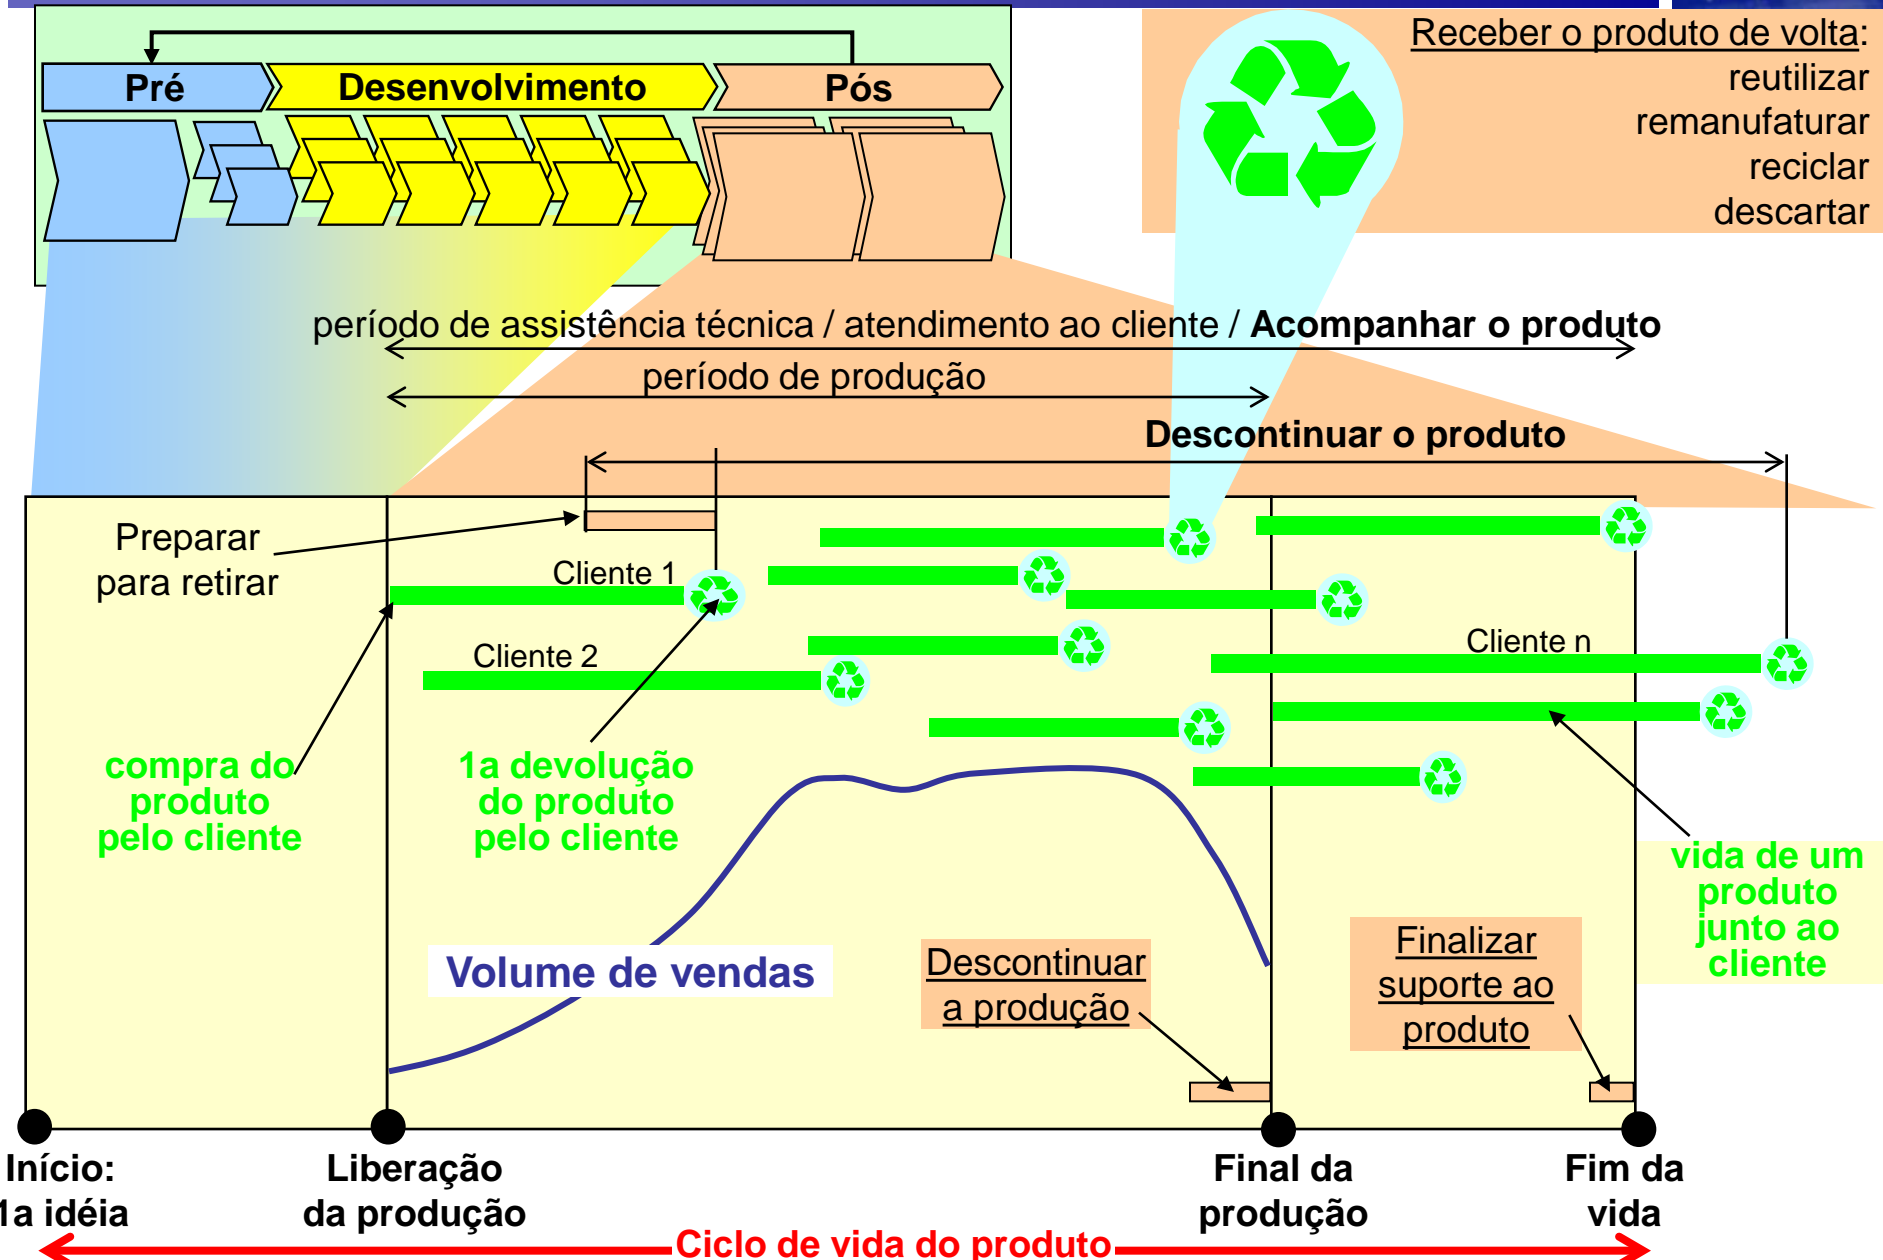 Receber o produto de volta:
reutilizar
remanufaturar
reciclar
descartar
Pré
Desenvolvimento
Pós
período de assistência técnica / atendimento ao cliente / Acompanhar o produto
período de produção
Descontinuar o produto
Preparar
para retirar
Cliente 1
Cliente 2
Cliente n
compra do
produto
pelo cliente
1a devolução
do produto
pelo cliente
vida de um
produto
junto ao
cliente
Volume de vendas
Descontinuar
a produção
Finalizar
suporte ao
produto
Início:
1a idéia
Liberação
da produção
Final da
produção
Fim da
vida
Ciclo de vida do produto